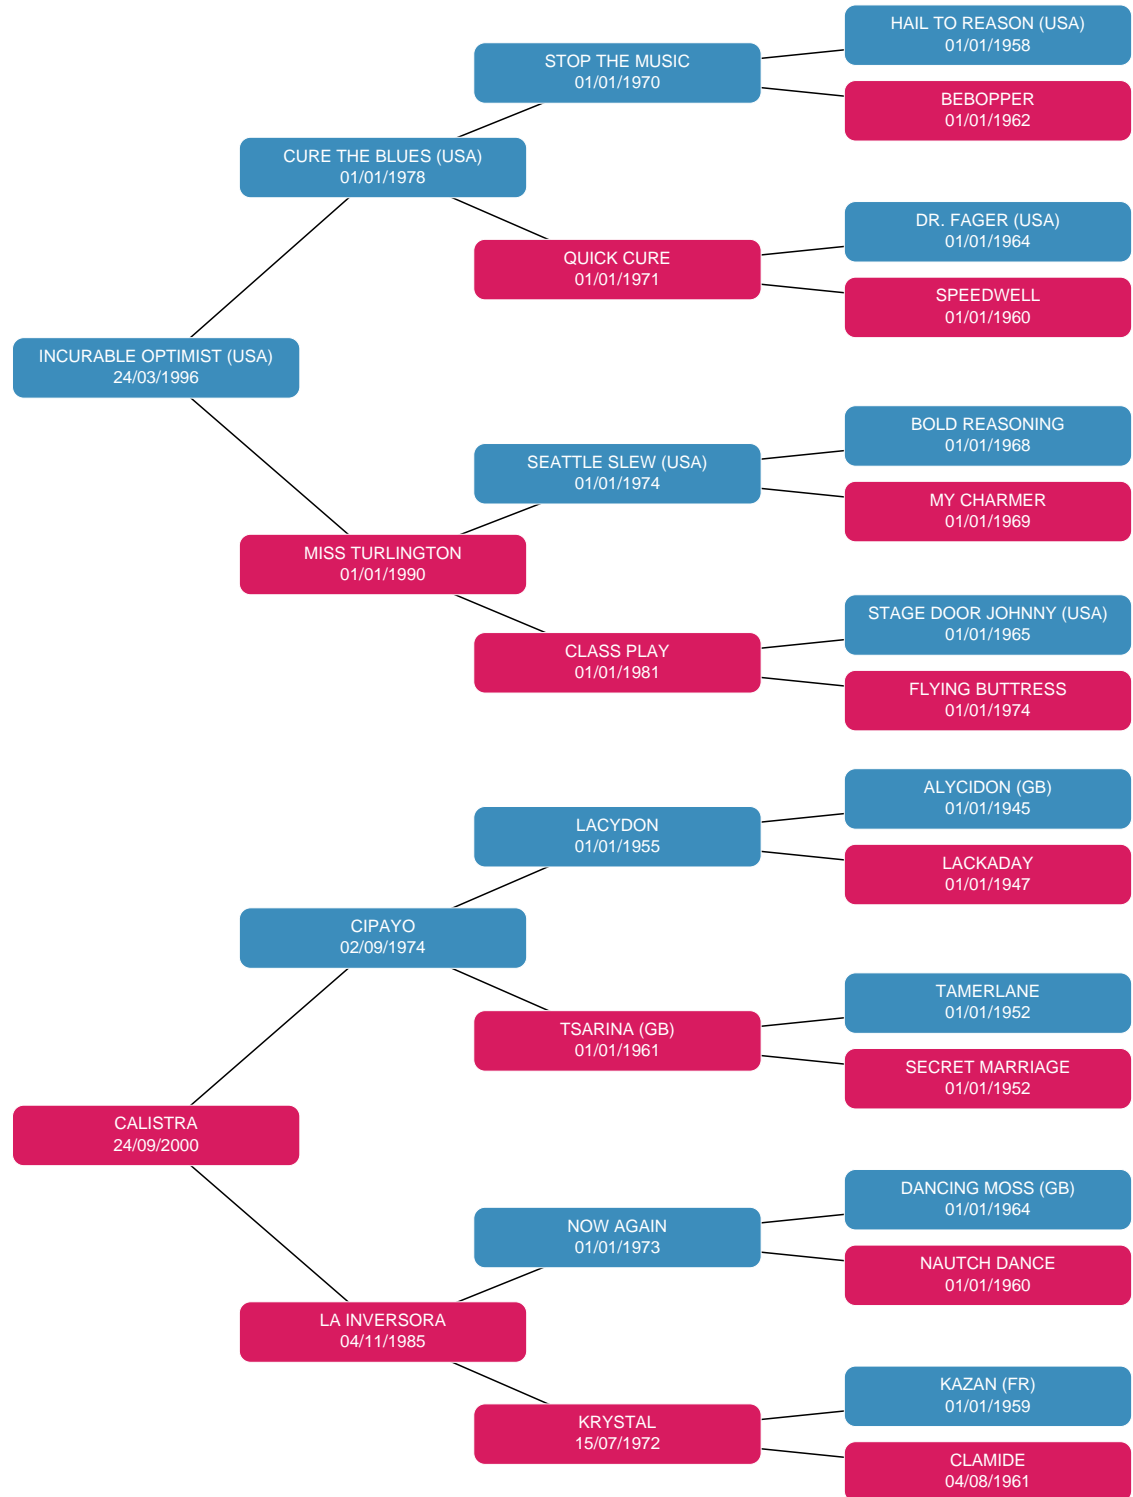 HAIL TO REASON (USA)
01/01/1958
STOP THE MUSIC
01/01/1970
BEBOPPER
01/01/1962
CURE THE BLUES (USA)
01/01/1978
DR. FAGER (USA)
01/01/1964
QUICK CURE
01/01/1971
SPEEDWELL
01/01/1960
INCURABLE OPTIMIST (USA)
24/03/1996
BOLD REASONING
01/01/1968
SEATTLE SLEW (USA)
01/01/1974
MY CHARMER
01/01/1969
MISS TURLINGTON
01/01/1990
STAGE DOOR JOHNNY (USA)
01/01/1965
CLASS PLAY
01/01/1981
FLYING BUTTRESS
01/01/1974
ALYCIDON (GB)
01/01/1945
LACYDON
01/01/1955
LACKADAY
01/01/1947
CIPAYO
02/09/1974
TAMERLANE
01/01/1952
TSARINA (GB)
01/01/1961
SECRET MARRIAGE
01/01/1952
CALISTRA
24/09/2000
DANCING MOSS (GB)
01/01/1964
NOW AGAIN
01/01/1973
NAUTCH DANCE
01/01/1960
LA INVERSORA
04/11/1985
KAZAN (FR)
01/01/1959
KRYSTAL
15/07/1972
CLAMIDE
04/08/1961